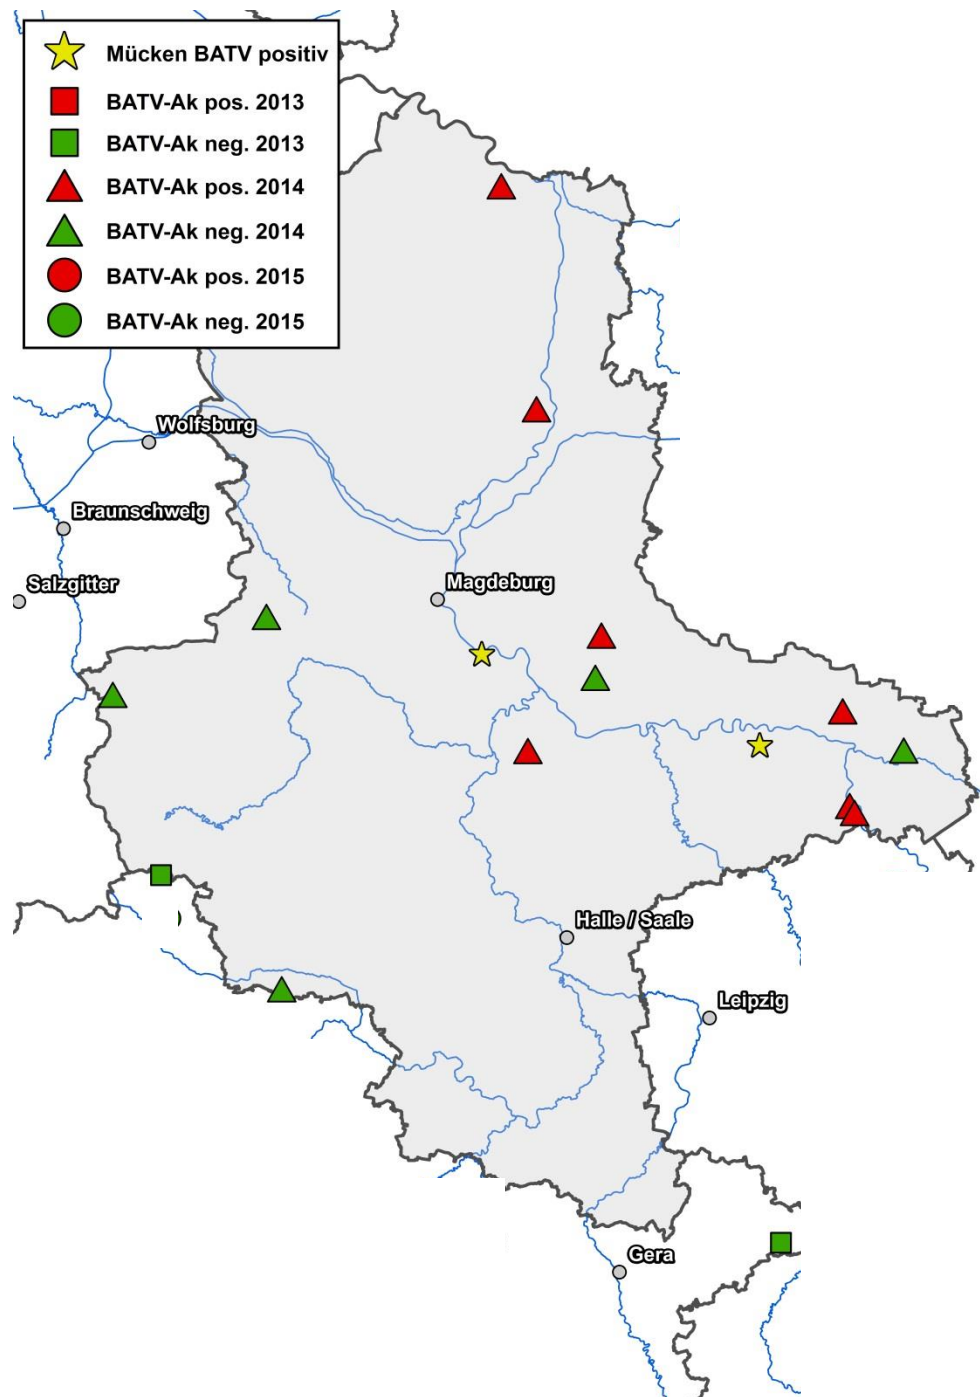 Mücken BATV positiv
BATV-Ak pos. 2013
BATV-Ak neg. 2013
BATV-Ak pos. 2014
BATV-Ak neg. 2014
BATV-Ak pos. 2015
BATV-Ak neg. 2015
Wolfsburg
Braunschweig
Salzgitter
Magdeburg
Halle / Saale
Leipzig
Gera